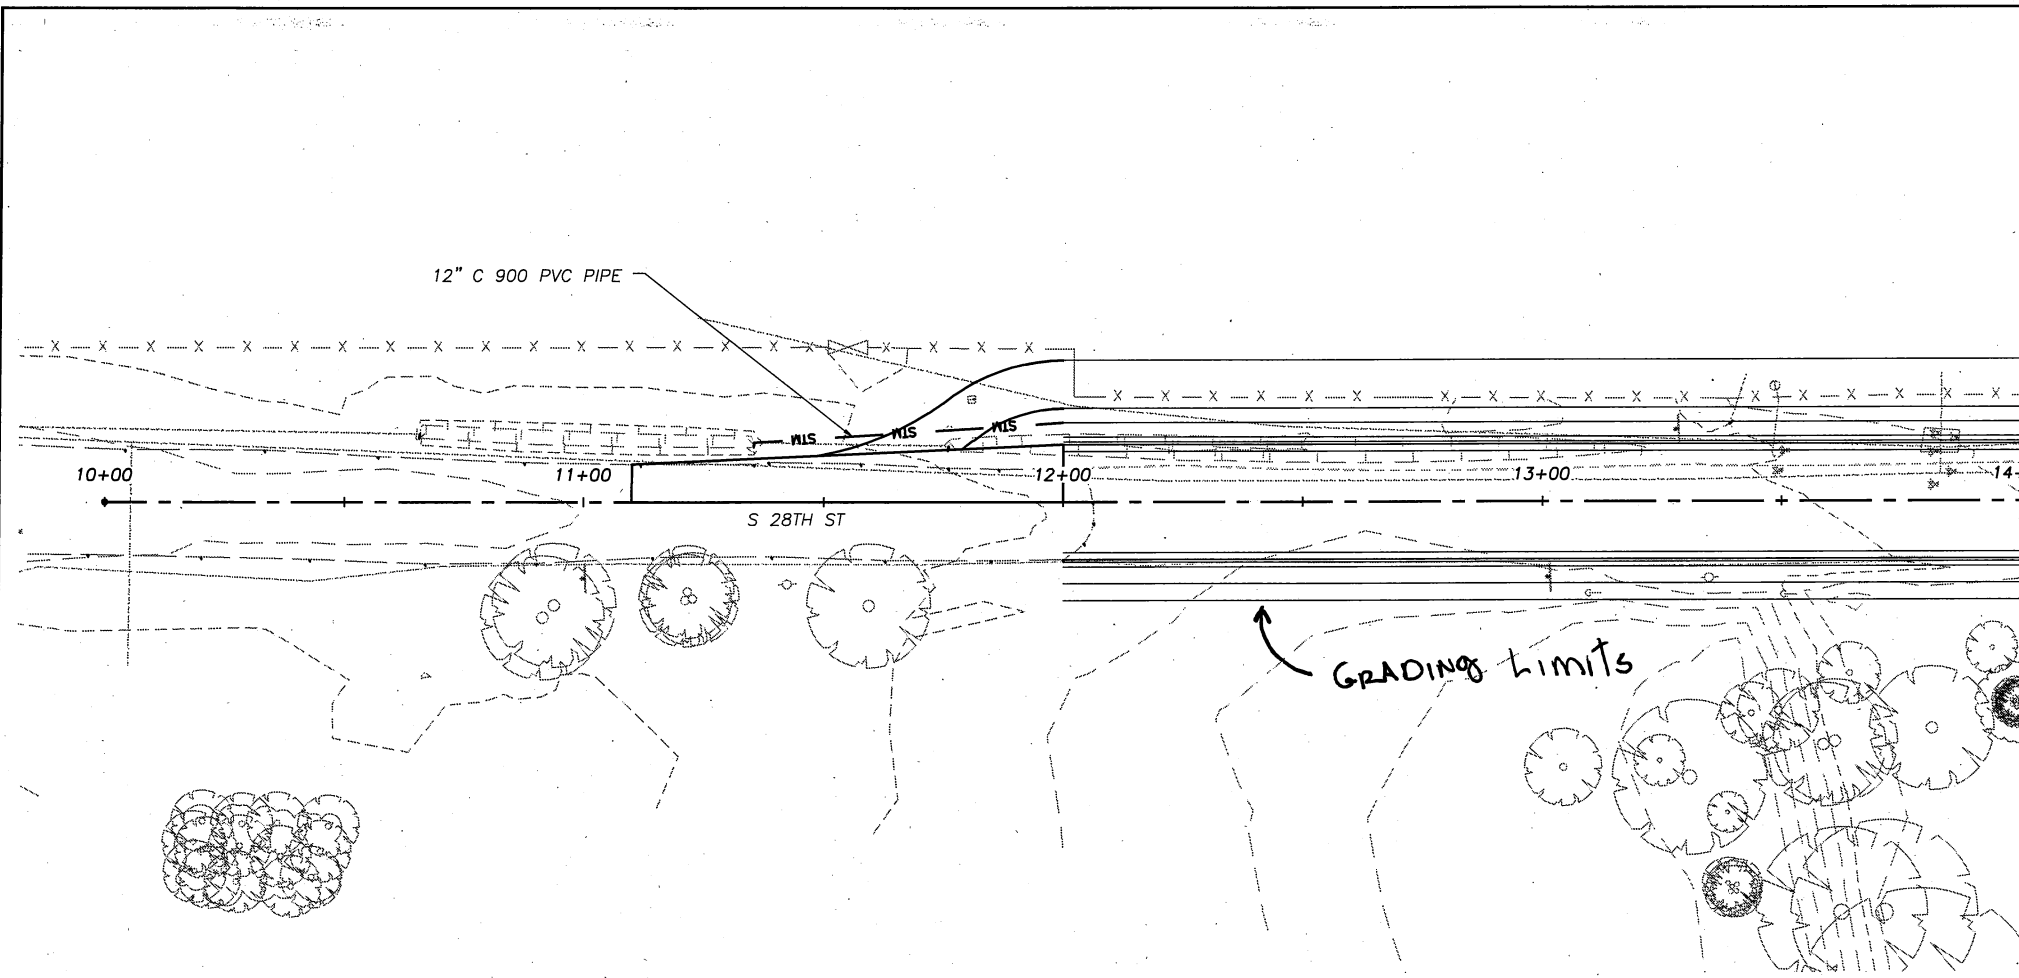 12" C 900 PVC PIPE
STM STM STM
10+00 11+00 12+00 13+00 14+
S 28TH ST
GRADING LIMITS